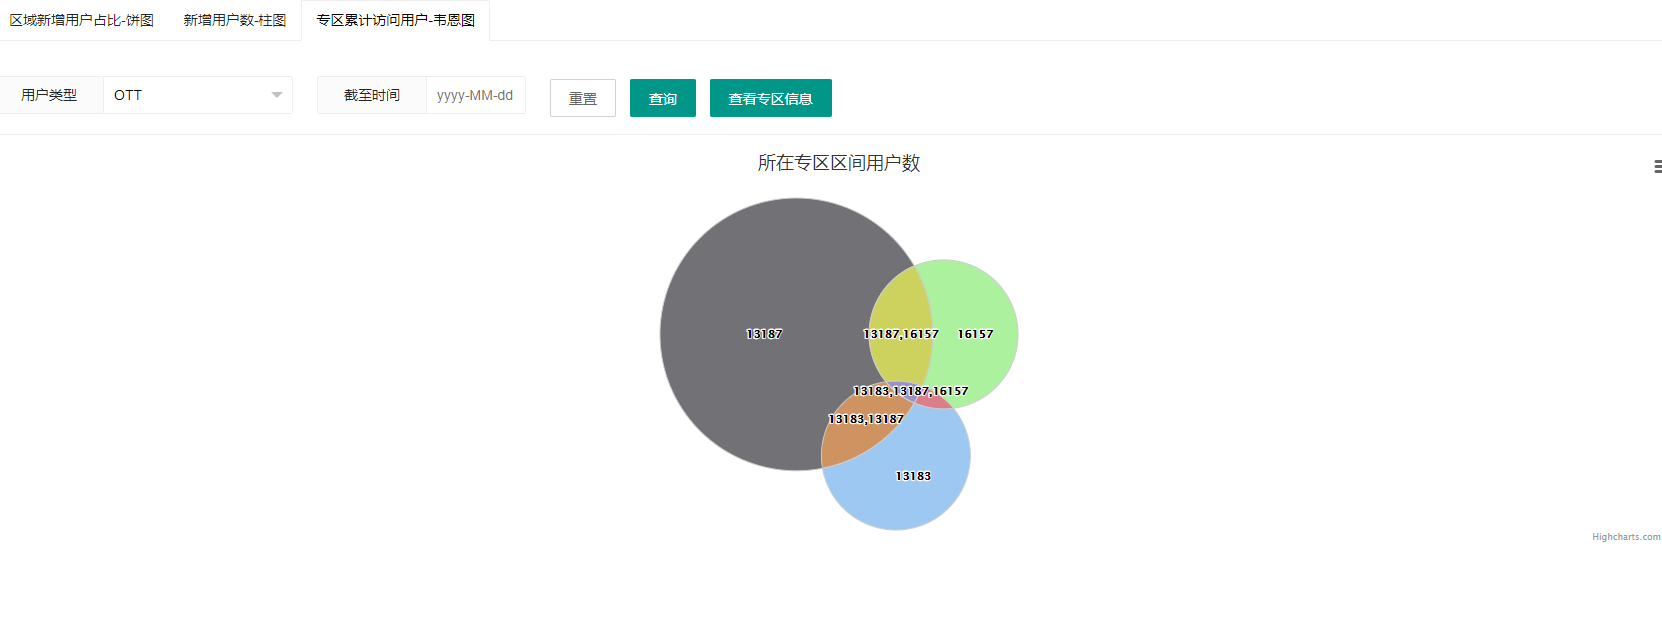 区域新增用户占比-饼图 新增用户数-柱图 专区累计访问用户-韦恩图
用户类型 OTT 截至时间 yyyy-MM-dd 重置 查询 查看专区信息
所在专区区间用户数
13187 13187,16157 16157
13183,13187,16157
13183,13187
13183
Highcharts.com